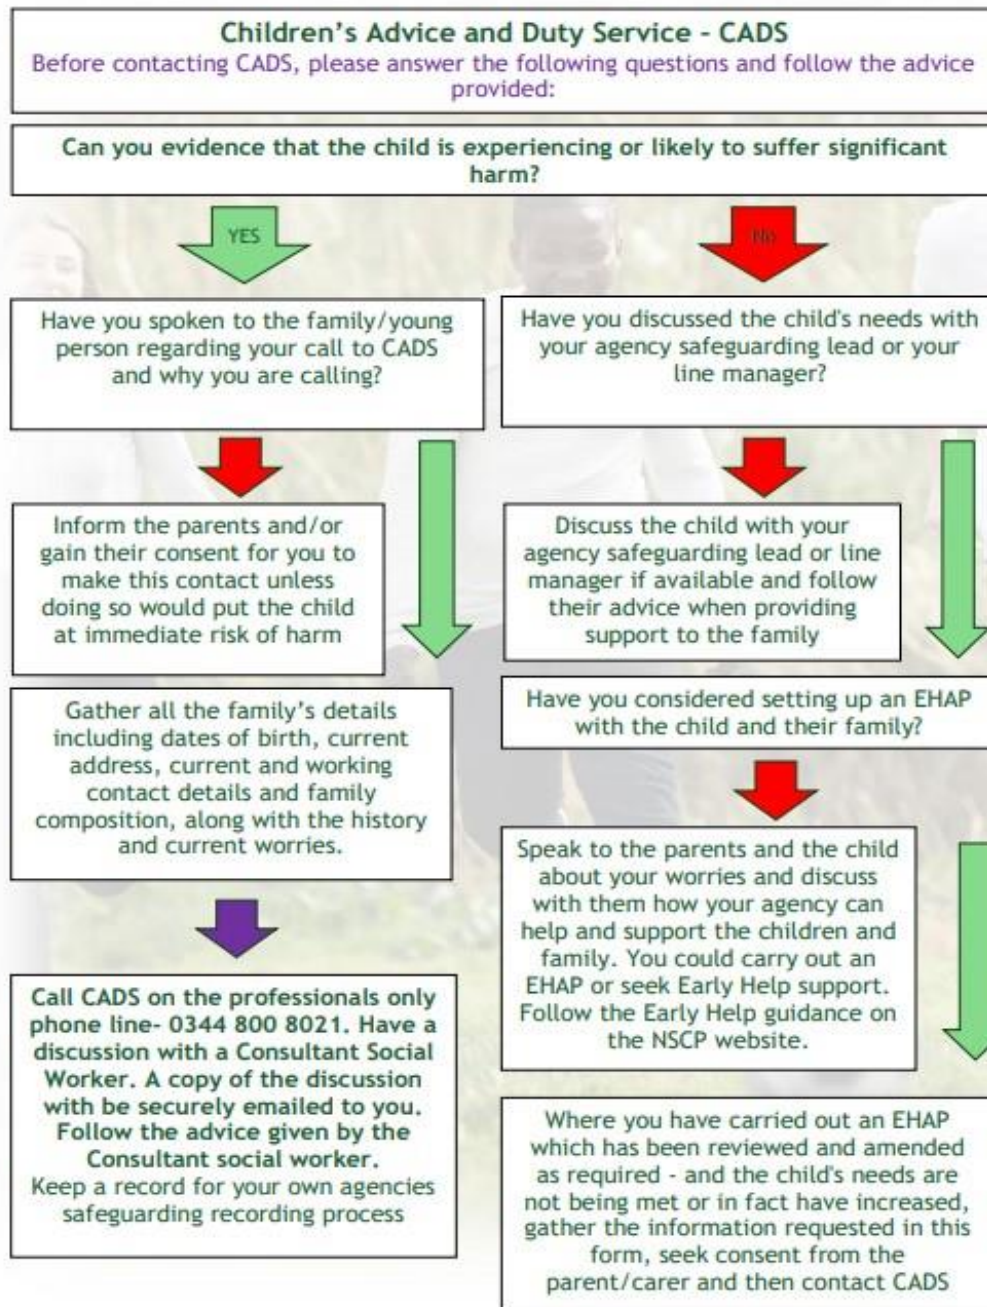 Children's Advice and Duty Service - CADS
Before contacting CADS, please answer the following questions and follow the advice
provided:
Can you evidence that the child is experiencing or likely to suffer significant
harm?
YES
No
Have you spoken to the family/young
person regarding your call to CADS
and why you are calling?
Have you discussed the child's needs with
your agency safeguarding lead or your
line manager?
Inform the parents and/or
gain their consent for you to
make this contact unless
doing so would put the child
at immediate risk of harm
Discuss the child with your
agency safeguarding lead or line
manager if available and follow
their advice when providing
support to the family
Gather all the family's details
including dates of birth, current
address, current and working
contact details and family
composition, along with the history
and current worries.
Have you considered setting up an EHAP
with the child and their family?
Speak to the parents and the child
about your worries and discuss
with them how your agency can
help and support the children and
family. You could carry out an
EHAP or seek Early Help support.
Follow the Early Help guidance on
the NSCP website.
Call CADS on the professionals only
phone line- 0344 800 8021. Have a
discussion with a Consultant Social
Worker. A copy of the discussion
with be securely emailed to you.
Follow the advice given by the
Consultant social worker.
Keep a record for your own agencies
safeguarding recording process
Where you have carried out an EHAP
which has been reviewed and amended
as required - and the child's needs are
not being met or in fact have increased,
gather the information requested in this
form, seek consent from the
parent/carer and then contact CADS